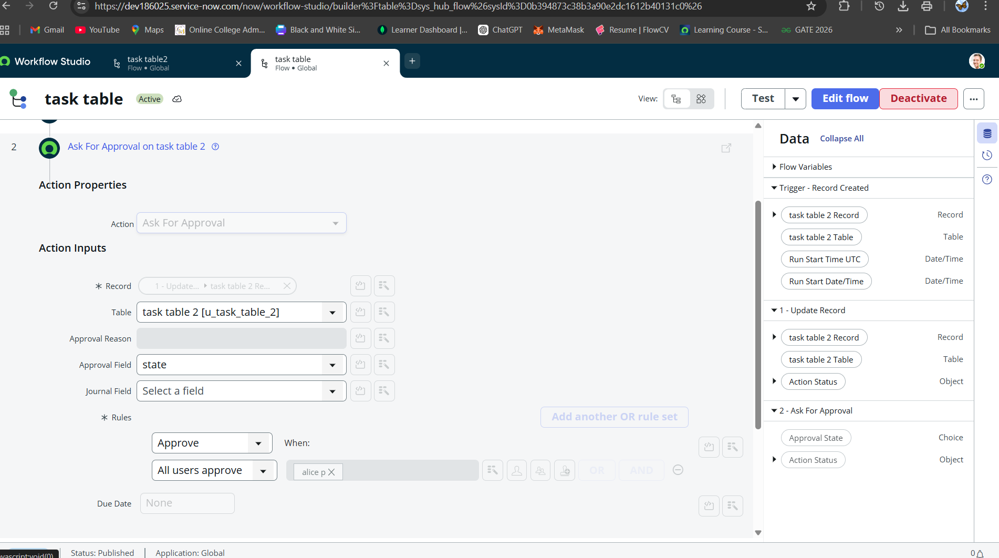 https://dev186025.service-now.com/now/workflow-studio/builder%3Ftable%3Dsys_hub_flow%26sysId%3D0b394873c38b3a90e2dc1612b40131c0%26
Gmail YouTube Maps Online College Adm... Black and White Si... Learner Dashboard |... ChatGPT MetaMask Resume | FlowCV Learning Course - S... GATE 2026 » All Bookmarks
Workflow Studio
task table2
Flow • Global
task table
Flow • Global
task table Active View: Test Edit flow Deactivate ...
2 Ask For Approval on task table 2
Action Properties
Action Ask For Approval
Action Inputs
* Record 1 - Update... ▸ task table 2 Re...
Table task table 2 [u_task_table_2]
Approval Reason
Approval Field state
Journal Field Select a field
* Rules Add another OR rule set
Approve When:
All users approve alice p OR AND
Due Date None
Data Collapse All
Flow Variables
Trigger - Record Created
task table 2 Record Record
task table 2 Table Table
Run Start Time UTC Date/Time
Run Start Date/Time Date/Time
1 - Update Record
task table 2 Record Record
task table 2 Table Table
Action Status Object
2 - Ask For Approval
Approval State Choice
Action Status Object
vascript:void(0) Status: Published Application: Global 0